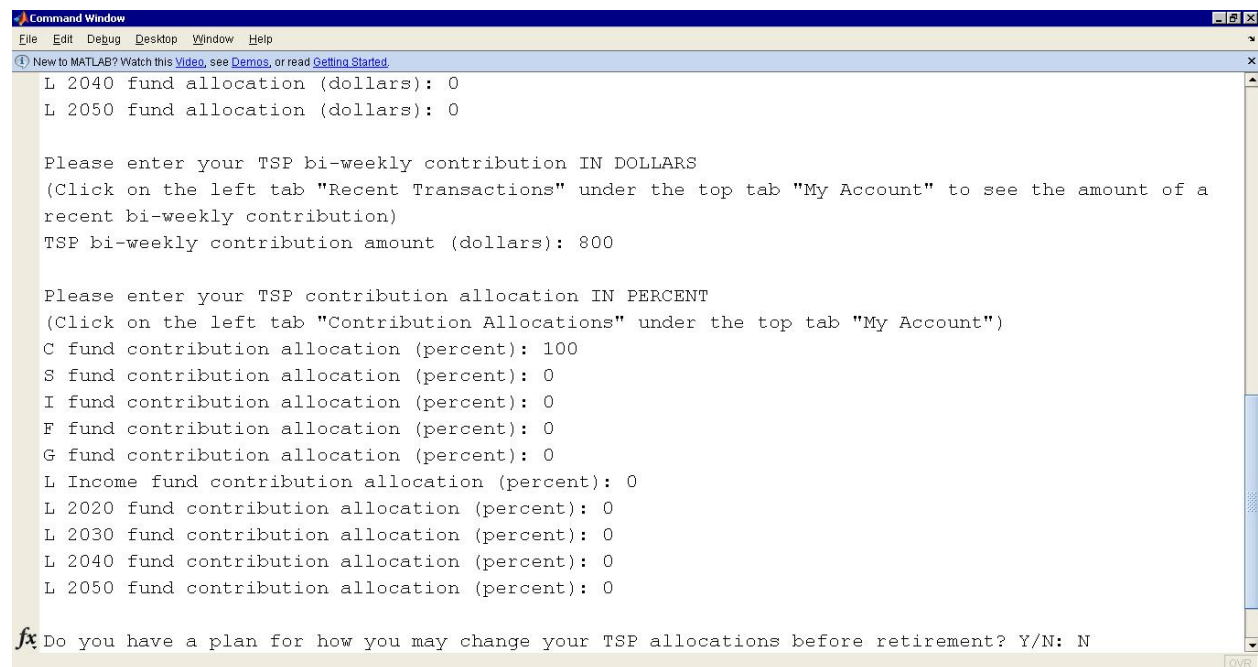 Command Window
File Edit Debug Desktop Window Help
New to MATLAB? Watch this Video, see Demos, or read Getting Started.
L 2040 fund allocation (dollars): 0
L 2050 fund allocation (dollars): 0
Please enter your TSP bi-weekly contribution IN DOLLARS
(Click on the left tab "Recent Transactions" under the top tab "My Account" to see the amount of a
recent bi-weekly contribution)
TSP bi-weekly contribution amount (dollars): 800
Please enter your TSP contribution allocation IN PERCENT
(Click on the left tab "Contribution Allocations" under the top tab "My Account")
C fund contribution allocation (percent): 100
S fund contribution allocation (percent): 0
I fund contribution allocation (percent): 0
F fund contribution allocation (percent): 0
G fund contribution allocation (percent): 0
L Income fund contribution allocation (percent): 0
L 2020 fund contribution allocation (percent): 0
L 2030 fund contribution allocation (percent): 0
L 2040 fund contribution allocation (percent): 0
L 2050 fund contribution allocation (percent): 0
fx Do you have a plan for how you may change your TSP allocations before retirement? Y/N: N
OVR